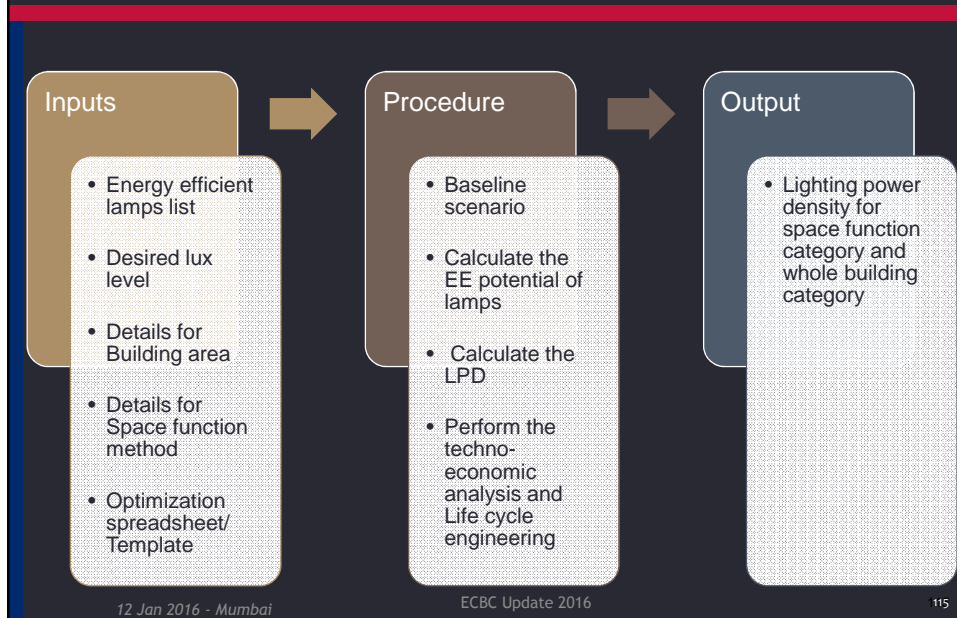 Inputs
• Energy efficient
lamps list
• Desired lux
level
• Details for
Building area
• Details for
Space function
method
• Optimization
spreadsheet/
Template
Procedure
• Baseline
scenario
• Calculate the
EE potential of
lamps
• Calculate the
LPD
• Perform the
techno-
economic
analysis and
Life cycle
engineering
Output
• Lighting power
density for
space function
category and
whole building
category
12 Jan 2016 - Mumbai
ECBC Update 2016
115